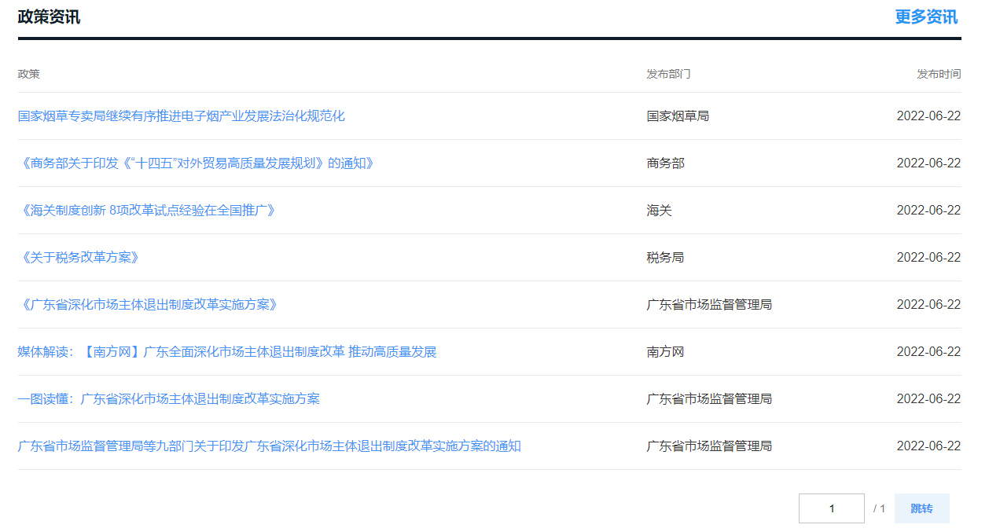 政策资讯 更多资讯
政策 发布部门 发布时间
国家烟草专卖局继续有序推进电子烟产业发展法治化规范化 国家烟草局 2022-06-22
《商务部关于印发《“十四五”对外贸易高质量发展规划》的通知》 商务部 2022-06-22
《海关制度创新 8项改革试点经验在全国推广》 海关 2022-06-22
《关于税务改革方案》 税务局 2022-06-22
《广东省深化市场主体退出制度改革实施方案》 广东省市场监督管理局 2022-06-22
媒体解读：【南方网】广东全面深化市场主体退出制度改革 推动高质量发展 南方网 2022-06-22
一图读懂：广东省深化市场主体退出制度改革实施方案 广东省市场监督管理局 2022-06-22
广东省市场监督管理局等九部门关于印发广东省深化市场主体退出制度改革实施方案的通知 广东省市场监督管理局 2022-06-22
1 / 1 跳转